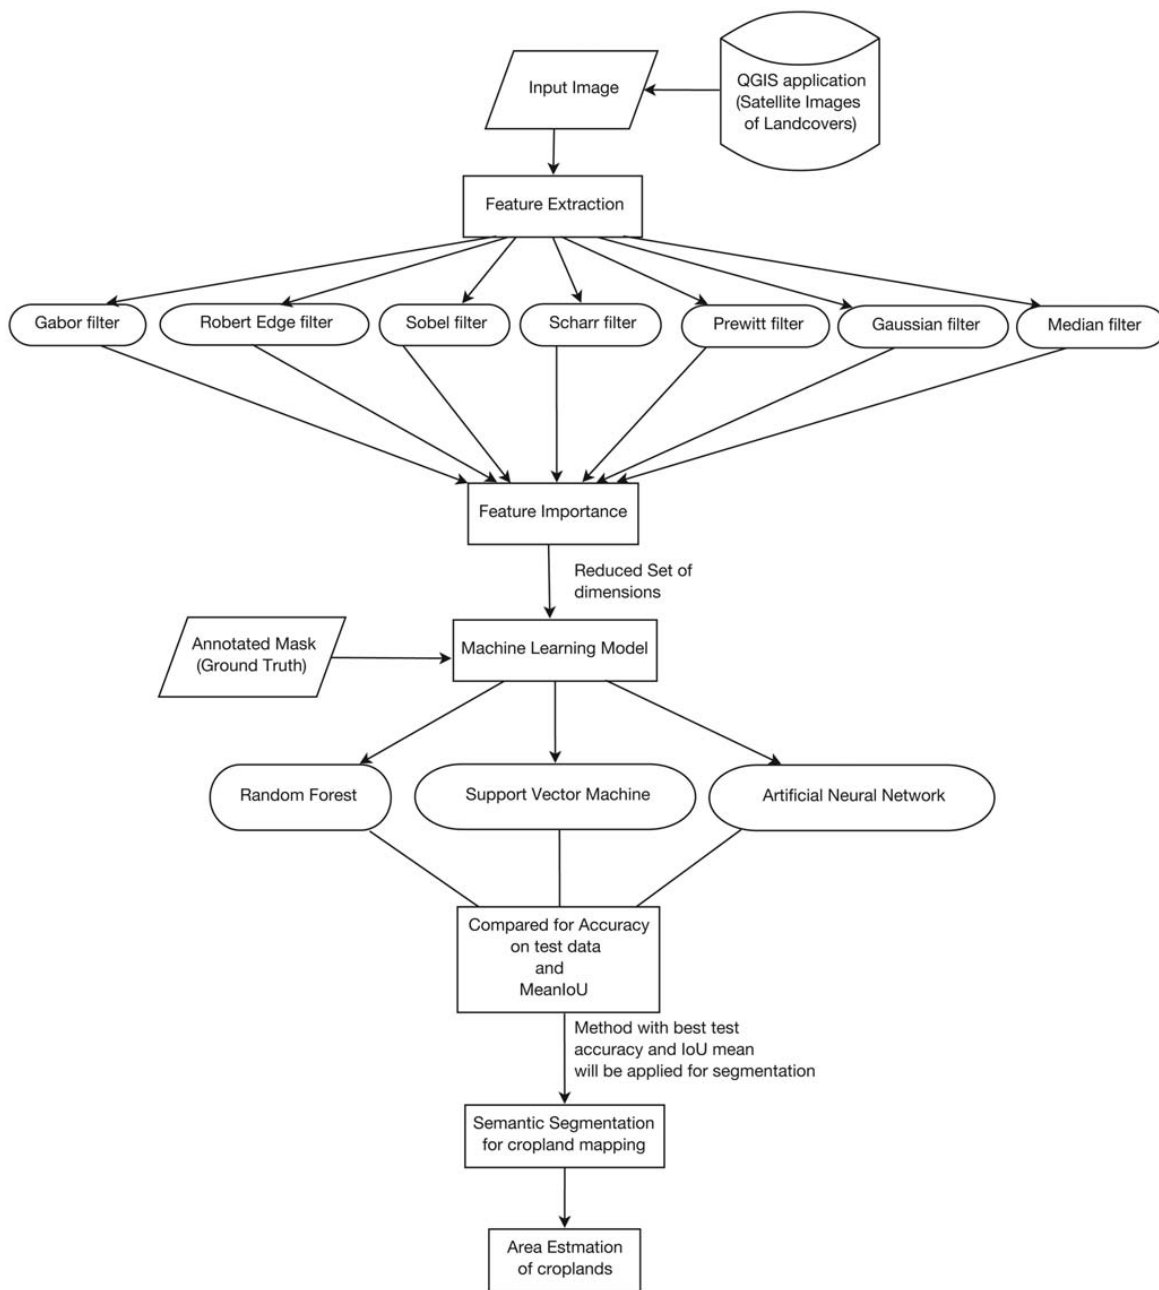 Input Image
QGIS application
(Satellite Images
of Landcovers)
Feature Extraction
Gabor filter
Robert Edge filter
Sobel filter
Scharr filter
Prewitt filter
Gaussian filter
Median filter
Feature Importance
Reduced Set of
dimensions
Annotated Mask
(Ground Truth)
Machine Learning Model
Random Forest
Support Vector Machine
Artificial Neural Network
Compared for Accuracy
on test data
and
MeanIoU
Method with best test
accuracy and IoU mean
will be applied for segmentation
Semantic Segmentation
for cropland mapping
Area Estmation
of croplands